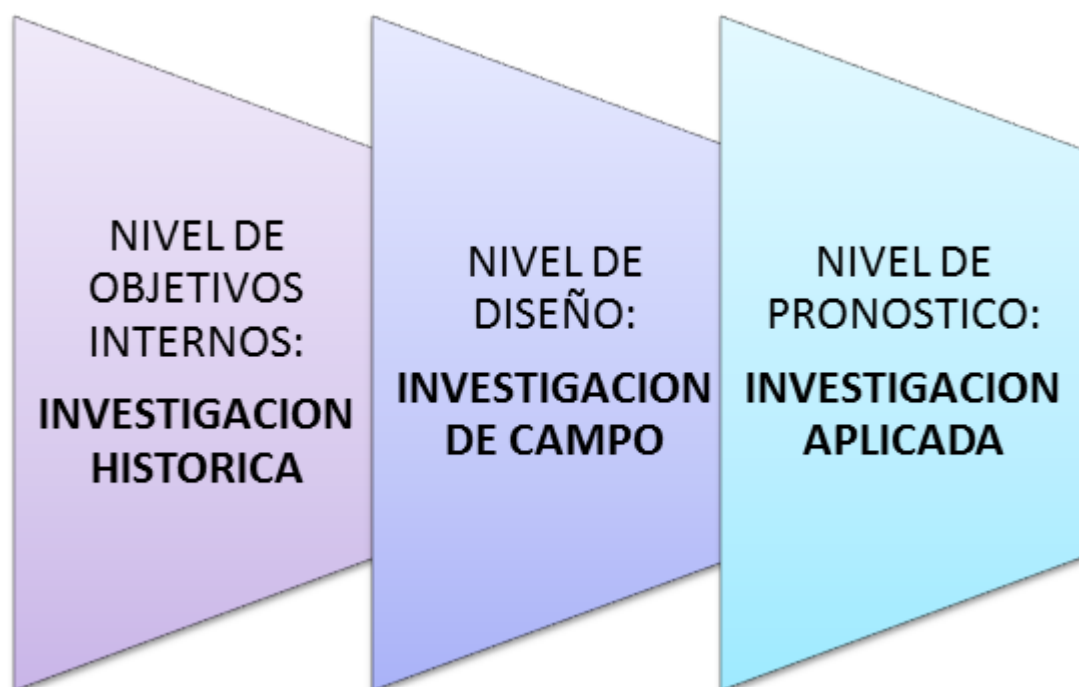 NIVEL DE
OBJETIVOS
INTERNOS:
INVESTIGACION
HISTORICA
NIVEL DE
DISEÑO:
INVESTIGACION
DE CAMPO
NIVEL DE
PRONOSTICO:
INVESTIGACION
APLICADA